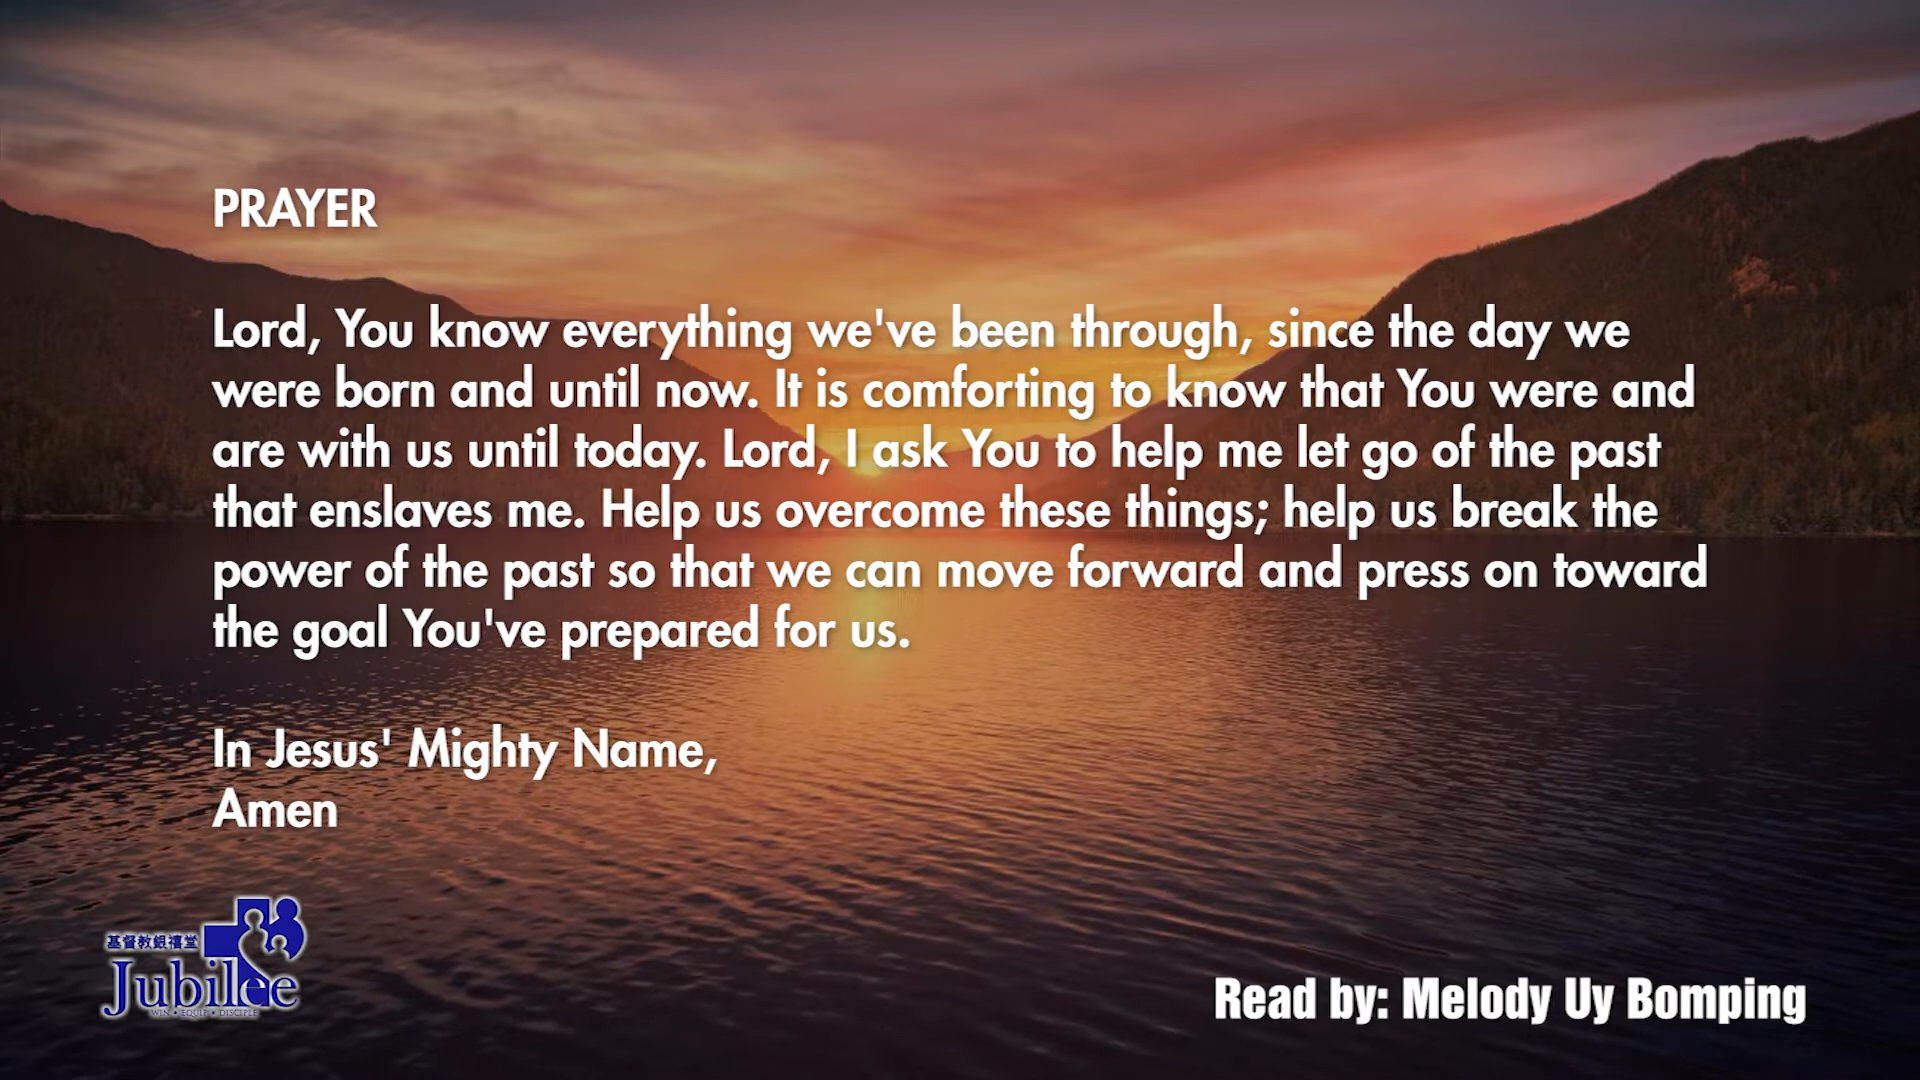 PRAYER
Lord, You know everything we've been through, since the day we
were born and until now. It is comforting to know that You were and
are with us until today. Lord, I ask You to help me let go of the past
that enslaves me. Help us overcome these things; help us break the
power of the past so that we can move forward and press on toward
the goal You've prepared for us.
In Jesus' Mighty Name,
Amen
基督教銀禧堂
Jubilee
WIN • EQUIP • DISCIPLE
Read by: Melody Uy Bomping